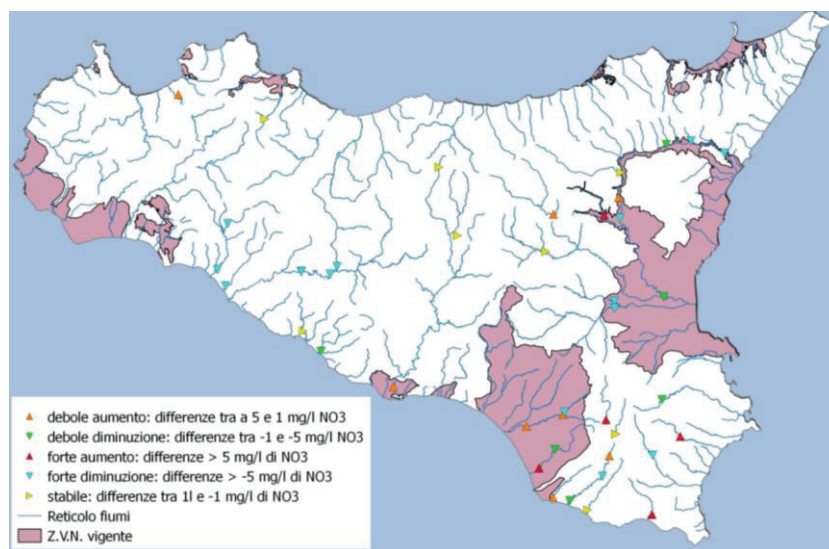 debole aumento: differenze tra a 5 e 1 mg/l NO3
debole diminuzione: differenze tra -1 e -5 mg/l NO3
forte aumento: differenze > 5 mg/l di NO3
forte diminuzione: differenze > -5 mg/l di NO3
stabile: differenze tra 1l e -1 mg/l di NO3
Reticolo fiumi
Z.V.N. vigente